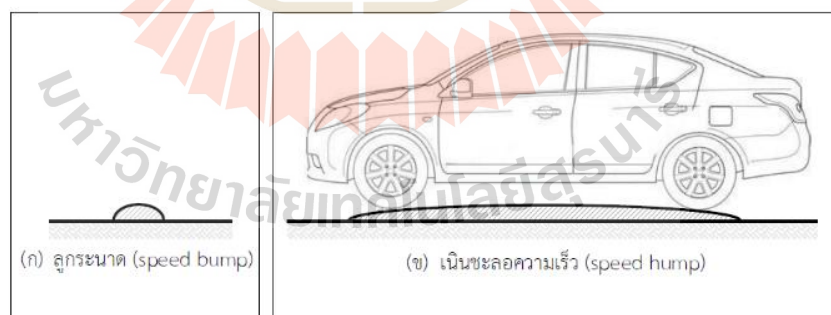 (ก) ลูกระนาด (speed bump)
(ข) เนินชะลอความเร็ว (speed hump)
มหาวิทยาลัยเทคโนโลยีสุรนารี